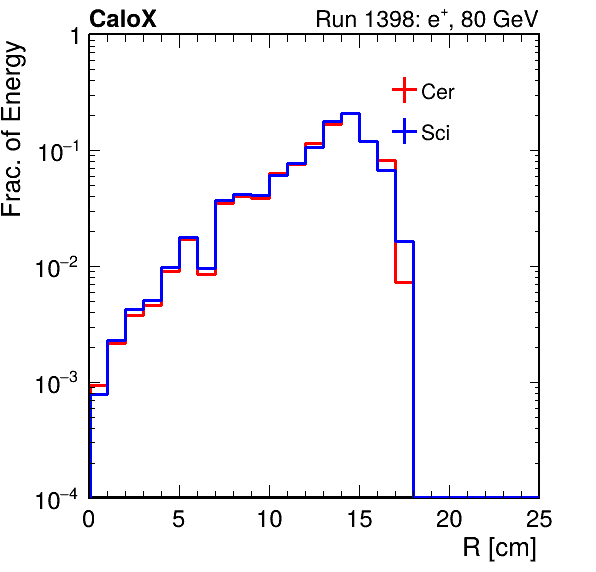 CaloX Run 1398: e⁺, 80 GeV
Frac. of Energy
1
10⁻¹
10⁻²
10⁻³
10⁻⁴
Cer
Sci
0 5 10 15 20 25
R [cm]